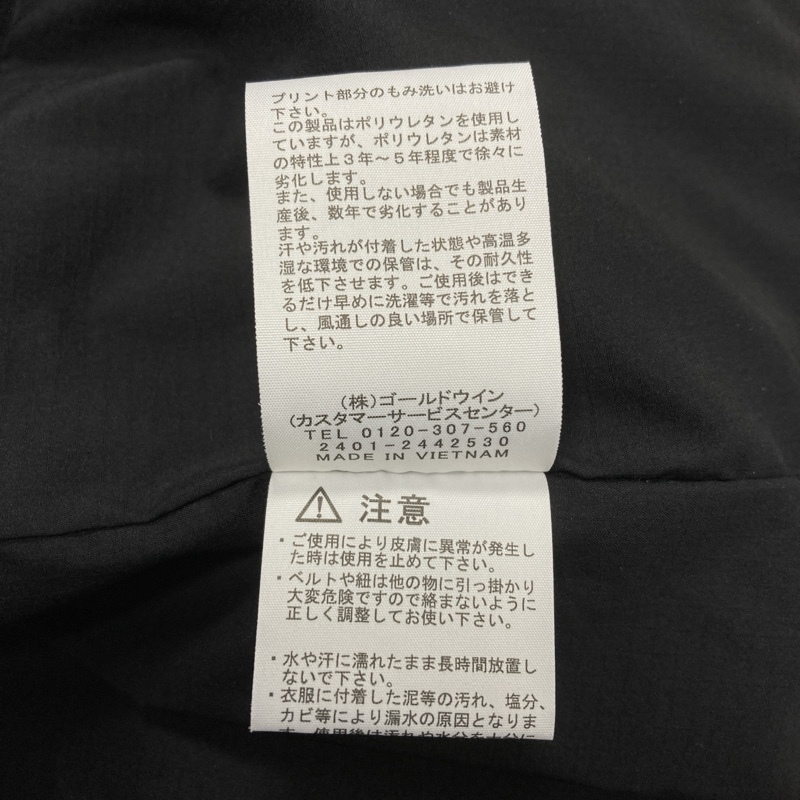 プリント部分のもみ洗いはお避け
下さい。
この製品はポリウレタンを使用し
ていますが、ポリウレタンは素材
の特性上3年～5年程度で徐々に
劣化します。
また、使用しない場合でも製品生
産後、数年で劣化することがあり
ます。
汗や汚れが付着した状態や高温多
湿な環境での保管は、その耐久性
を低下させます。ご使用後はでき
るだけ早めに洗濯等で汚れを落と
し、風通しの良い場所で保管して
下さい。
(株)ゴールドウイン
(カスタマーサービスセンター)
TEL 0120-307-560
2401-2442530
MADE IN VIETNAM
⚠ 注意
・ご使用により皮膚に異常が発生し
た時は使用を止めて下さい。
・ベルトや紐は他の物に引っ掛かり
大変危険ですので絡まないように
正しく調整してお使い下さい。
・水や汗に濡れたまま長時間放置し
ないで下さい。
・衣服に付着した泥等の汚れ、塩分、
カビ等により漏水の原因となりま
す。使用後は汚れや水分を十分に